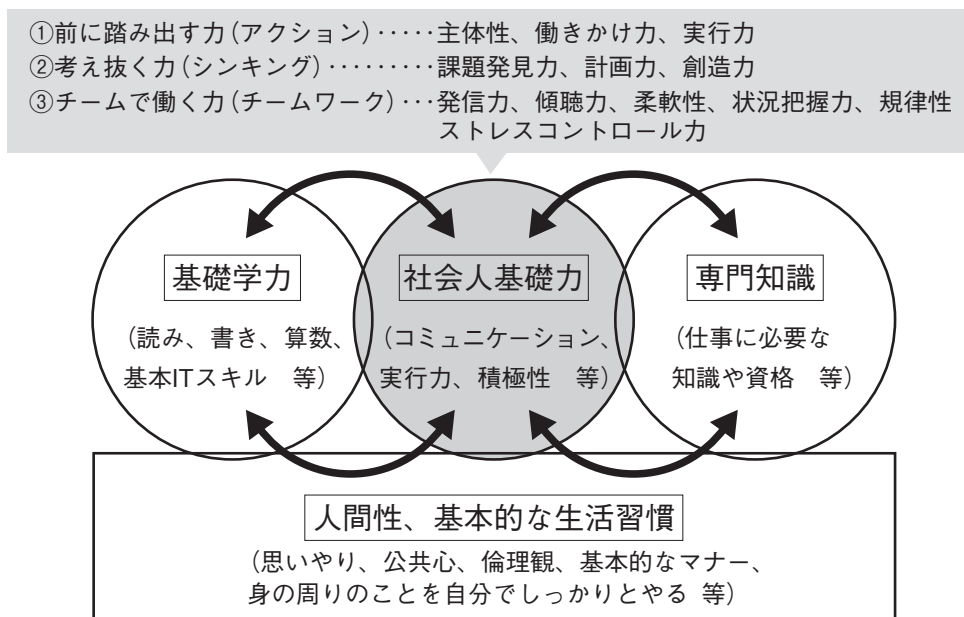 ①前に踏み出す力(アクション)‥‥‥主体性、働きかけ力、実行力
②考え抜く力(シンキング)‥‥‥‥‥課題発見力、計画力、創造力
③チームで働く力(チームワーク)‥‥発信力、傾聴力、柔軟性、状況把握力、規律性
ストレスコントロール力
基礎学力
(読み、書き、算数、
基本ITスキル　等)
社会人基礎力
(コミュニケーション、
実行力、積極性　等)
専門知識
(仕事に必要な
知識や資格　等)
人間性、基本的な生活習慣
(思いやり、公共心、倫理観、基本的なマナー、
身の周りのことを自分でしっかりとやる 等)